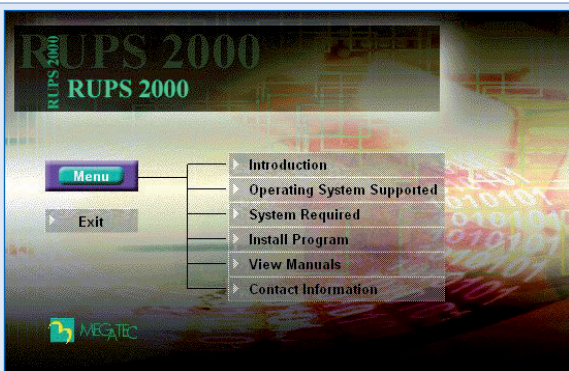 RUPS 2000
RUPS 2000
RUPS 2000
Menu
Exit
Introduction
Operating System Supported
System Required
Install Program
View Manuals
Contact Information
MEGATEC